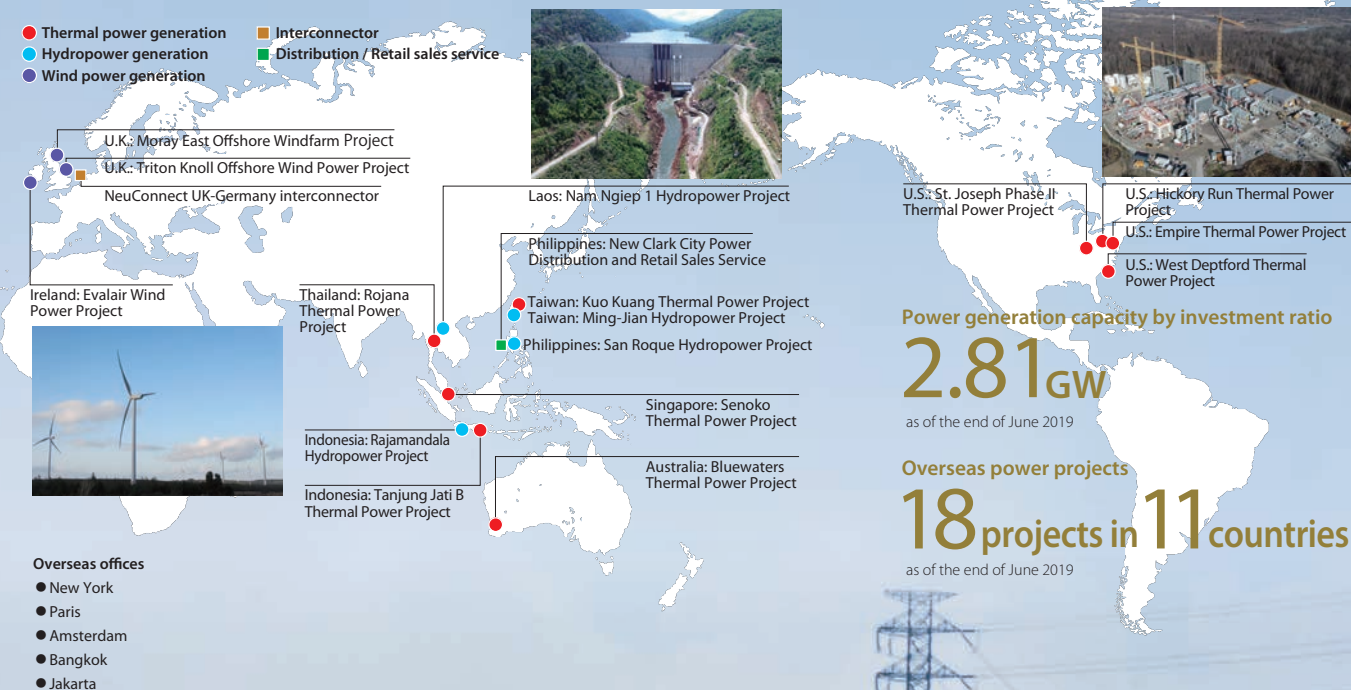 Thermal power generation
Hydropower generation
Wind power generation
Interconnector
Distribution / Retail sales service
U.K.: Moray East Offshore Windfarm Project
U.K.: Triton Knoll Offshore Wind Power Project
NeuConnect UK-Germany interconnector
Ireland: Evalair Wind
Power Project
Thailand: Rojana
Thermal Power
Project
Laos: Nam Ngiep 1 Hydropower Project
Philippines: New Clark City Power
Distribution and Retail Sales Service
Taiwan: Kuo Kuang Thermal Power Project
Taiwan: Ming-Jian Hydropower Project
Philippines: San Roque Hydropower Project
Singapore: Senoko
Thermal Power Project
Indonesia: Rajamandala
Hydropower Project
Indonesia: Tanjung Jati B
Thermal Power Project
Australia: Bluewaters
Thermal Power Project
U.S.: St. Joseph Phase II
Thermal Power Project
U.S.: Hickory Run Thermal Power
Project
U.S.: Empire Thermal Power Project
U.S.: West Deptford Thermal
Power Project
Power generation capacity by investment ratio
2.81GW
as of the end of June 2019
Overseas power projects
18 projects in 11 countries
as of the end of June 2019
Overseas offices
● New York
● Paris
● Amsterdam
● Bangkok
● Jakarta